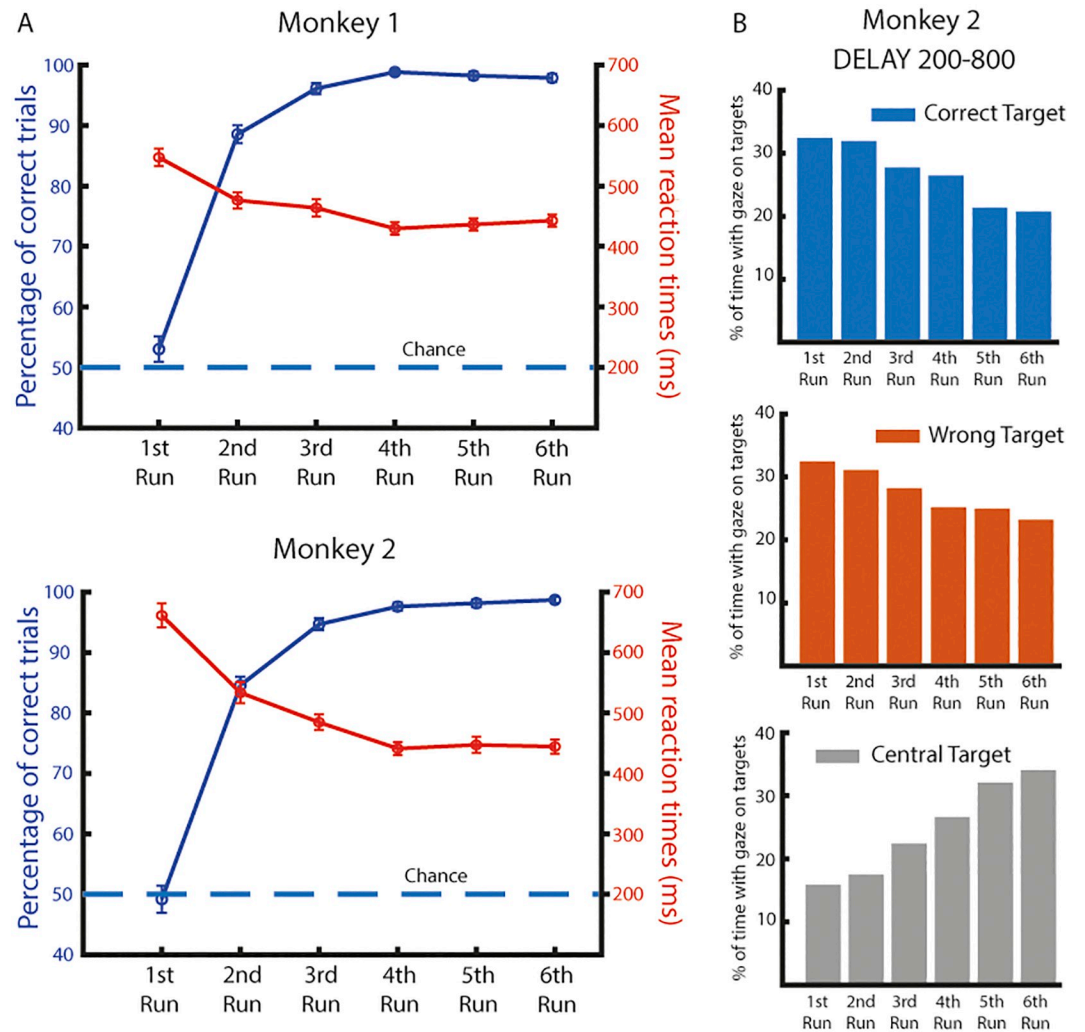 A
Monkey 1
Percentage of correct trials
100
90
80
70
60
50
40
Chance
700
600
500
400
300
200
Mean reaction times (ms)
1st 2nd 3rd 4th 5th 6th
Run Run Run Run Run Run
Monkey 2
Percentage of correct trials
100
90
80
70
60
50
40
Chance
700
600
500
400
300
200
Mean reaction times (ms)
1st 2nd 3rd 4th 5th 6th
Run Run Run Run Run Run
B
Monkey 2
DELAY 200-800
% of time with gaze on targets
40
30
20
10
Correct Target
1st 2nd 3rd 4th 5th 6th
Run Run Run Run Run Run
% of time with gaze on targets
40
30
20
10
Wrong Target
1st 2nd 3rd 4th 5th 6th
Run Run Run Run Run Run
% of time with gaze on targets
40
30
20
10
Central Target
1st 2nd 3rd 4th 5th 6th
Run Run Run Run Run Run